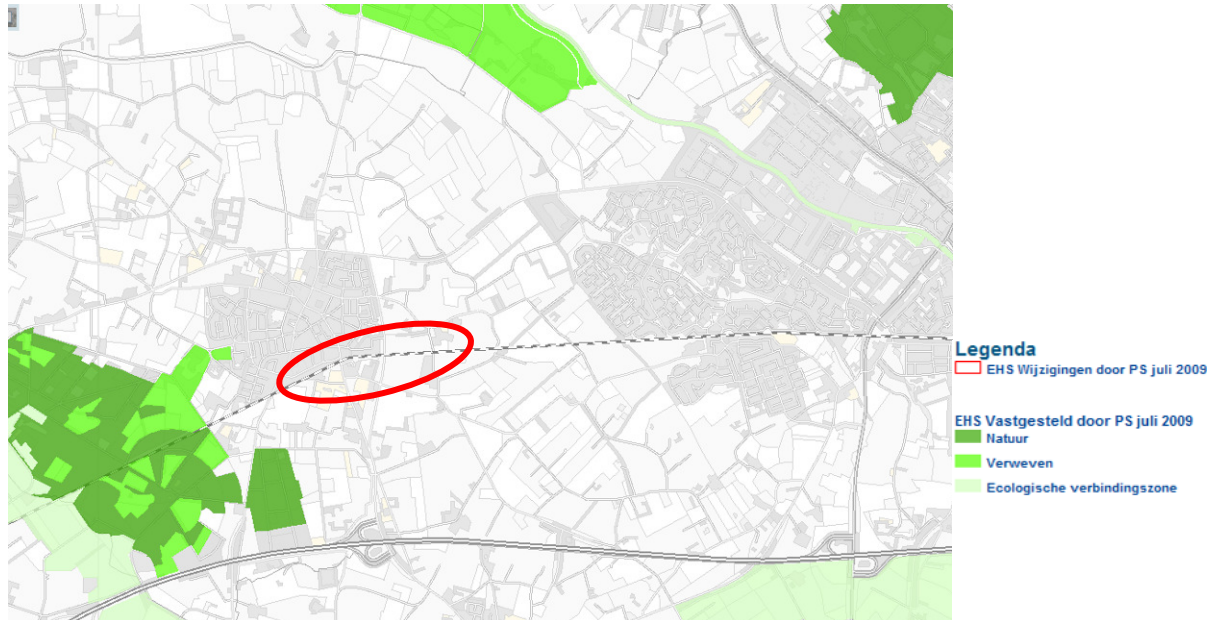 Legenda
EHS Wijzigingen door PS juli 2009
EHS Vastgesteld door PS juli 2009
Natuur
Verweven
Ecologische verbindingszone